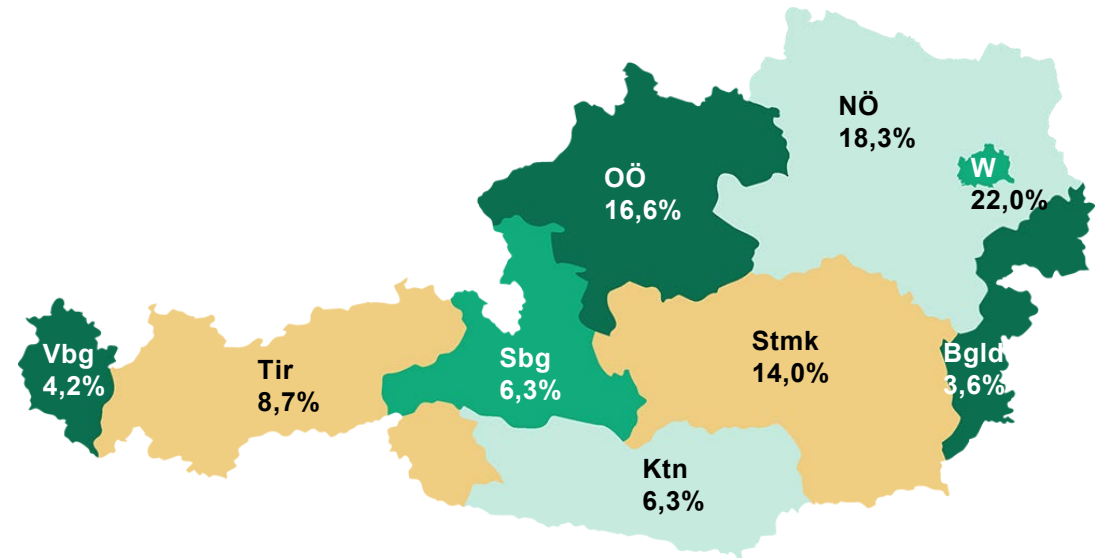 NÖ
18,3%
W
22,0%
OÖ
16,6%
Vbg
4,2%
Tir
8,7%
Sbg
6,3%
Stmk
14,0%
Bgld
3,6%
Ktn
6,3%